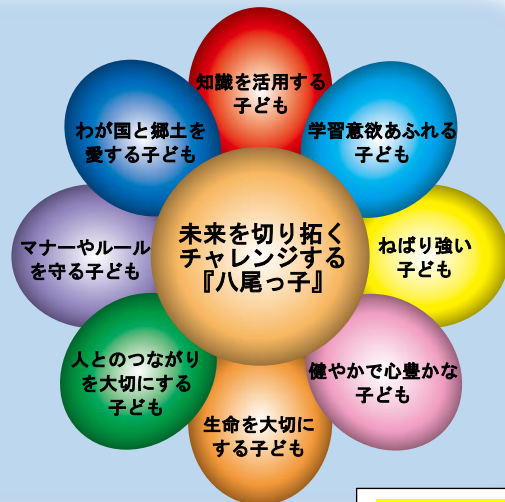 知識を活用する
子ども
学習意欲あふれる
子ども
ねばり強い
子ども
健やかで心豊かな
子ども
生命を大切に
する子ども
人とのつながり
を大切にする
子ども
マナーやルール
を守る子ども
わが国と郷土を
愛する子ども
未来を切り拓く
チャレンジする
『八尾っ子』